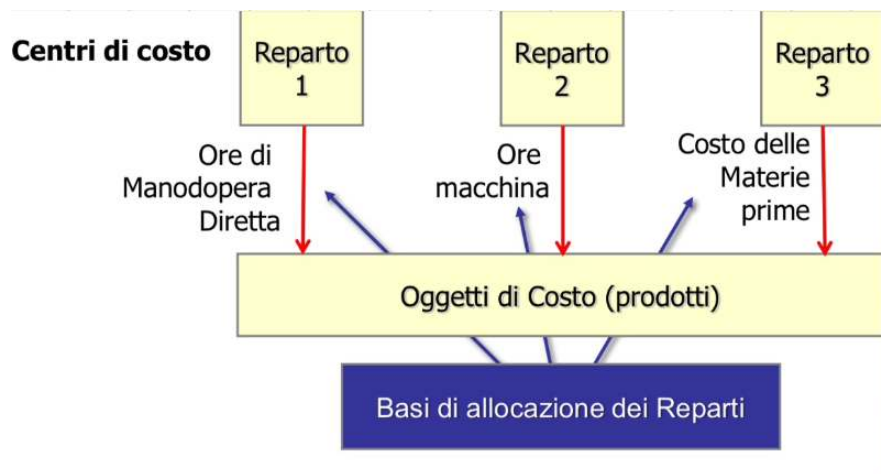 Centri di costo
Reparto
1
Reparto
2
Reparto
3
Ore di
Manodopera
Diretta
Ore
macchina
Costo delle
Materie
prime
Oggetti di Costo (prodotti)
Basi di allocazione dei Reparti